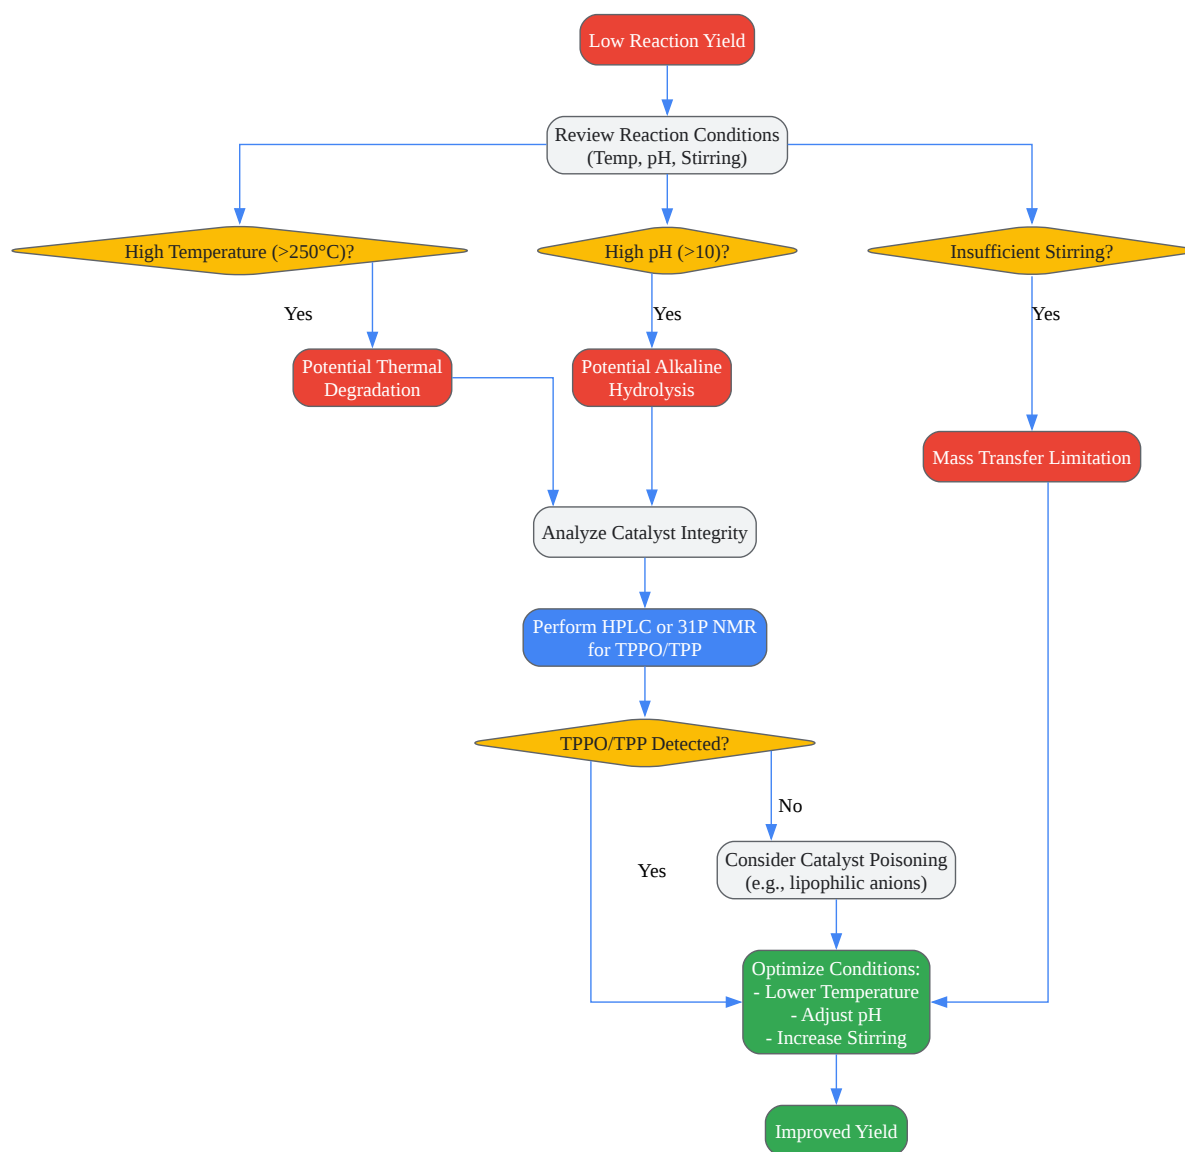 Low Reaction Yield
Review Reaction Conditions
(Temp, pH, Stirring)
High Temperature (>250°C)?
High pH (>10)?
Insufficient Stirring?
Yes
Yes
Yes
Potential Thermal
Degradation
Potential Alkaline
Hydrolysis
Mass Transfer Limitation
Analyze Catalyst Integrity
Perform HPLC or 31P NMR
for TPPO/TPP
TPPO/TPP Detected?
No
Yes
Consider Catalyst Poisoning
(e.g., lipophilic anions)
Optimize Conditions:
- Lower Temperature
- Adjust pH
- Increase Stirring
Improved Yield